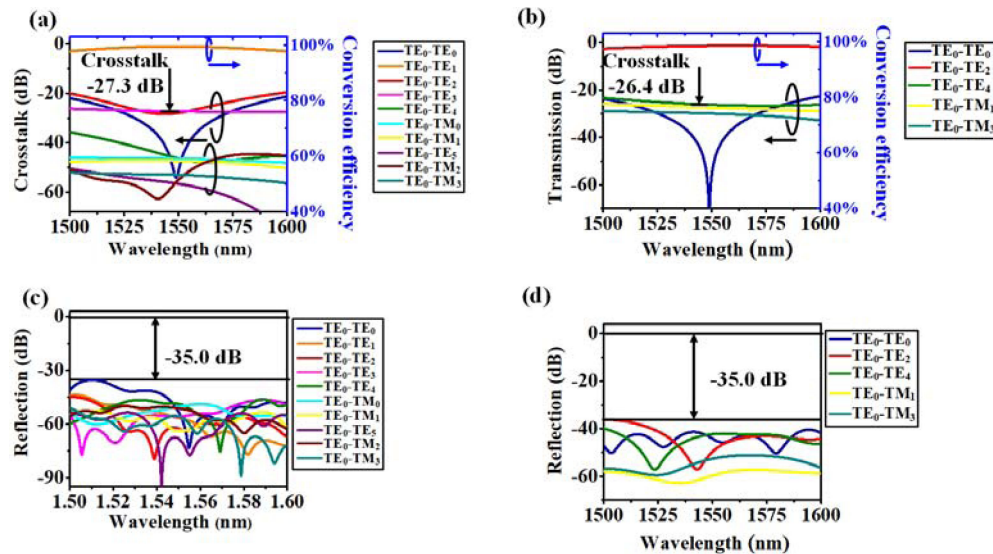 (a)
Crosstalk (dB)
0
-20
-40
-60
Crosstalk
-27.3 dB
100%
80%
60%
40%
Conversion efficiency
1500 1525 1550 1575 1600
Wavelength (nm)
TE0-TE0
TE0-TE1
TE0-TE2
TE0-TE3
TE0-TE4
TE0-TM0
TE0-TM1
TE0-TE5
TE0-TM2
TE0-TM3
(b)
Transmission (dB)
0
-20
-40
-60
Crosstalk
-26.4 dB
100%
80%
60%
40%
Conversion efficiency
1500 1525 1550 1575 1600
Wavelength (nm)
TE0-TE0
TE0-TE2
TE0-TE4
TE0-TM1
TE0-TM3
(c)
Reflection (dB)
0
-30
-60
-90
-35.0 dB
1.50 1.52 1.54 1.56 1.58 1.60
Wavelength (nm)
TE0-TE0
TE0-TE1
TE0-TE2
TE0-TE3
TE0-TE4
TE0-TM0
TE0-TM1
TE0-TE5
TE0-TM2
TE0-TM3
(d)
Reflection (dB)
0
-20
-40
-60
-35.0 dB
1500 1525 1550 1575 1600
Wavelength (nm)
TE0-TE0
TE0-TE2
TE0-TE4
TE0-TM1
TE0-TM3